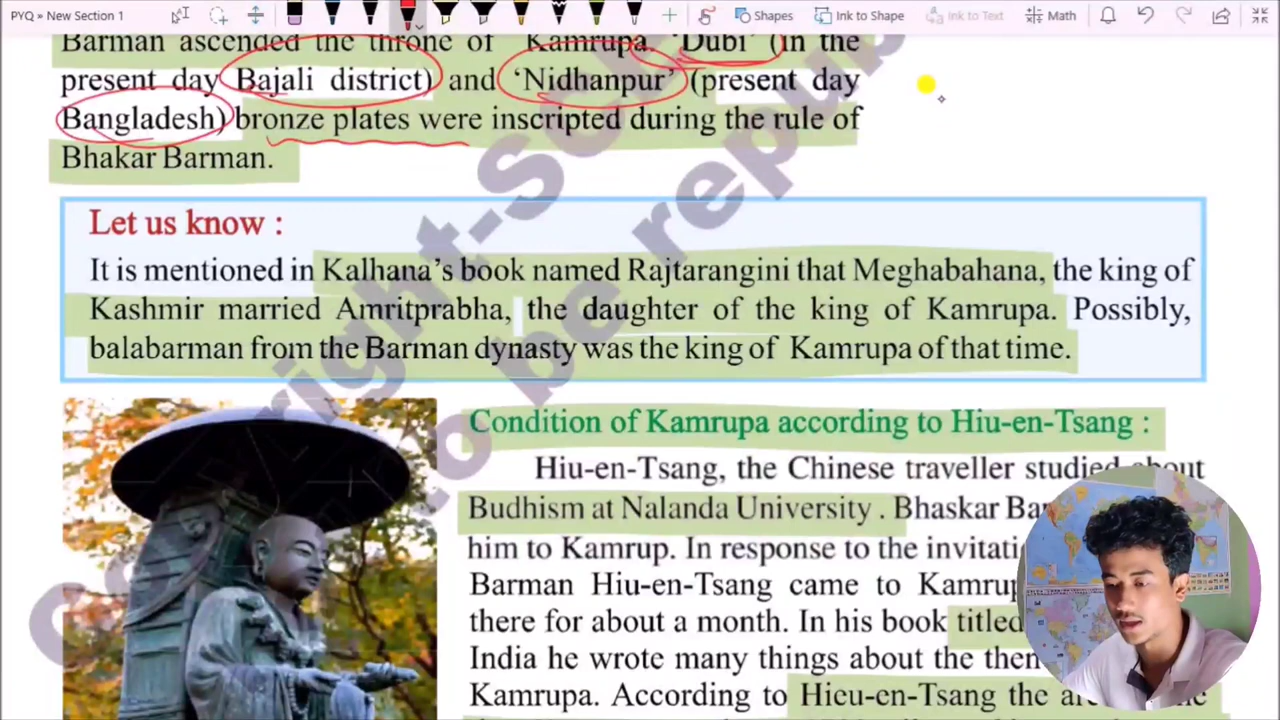 PYQ » New Section 1
Shapes
Ink to Shape
Ink to Text
Math
Barman ascended the throne of Kamrupa. ‘Dubi’ (in the
present day Bajali district) and ‘Nidhanpur’ (present day
Bangladesh) bronze plates were inscripted during the rule of
Bhakar Barman.
Let us know :
It is mentioned in Kalhana’s book named Rajtarangini that Meghabahana, the king of
Kashmir married Amritprabha, the daughter of the king of Kamrupa. Possibly,
balabarman from the Barman dynasty was the king of Kamrupa of that time.
Condition of Kamrupa according to Hiu-en-Tsang :
Hiu-en-Tsang, the Chinese traveller studied about
Budhism at Nalanda University . Bhaskar
him to Kamrup. In response to the
Barman Hiu-en-Tsang came to
there for about a month. In his book titled
India he wrote many things about the
Kamrupa. According to Hieu-en-Tsang the